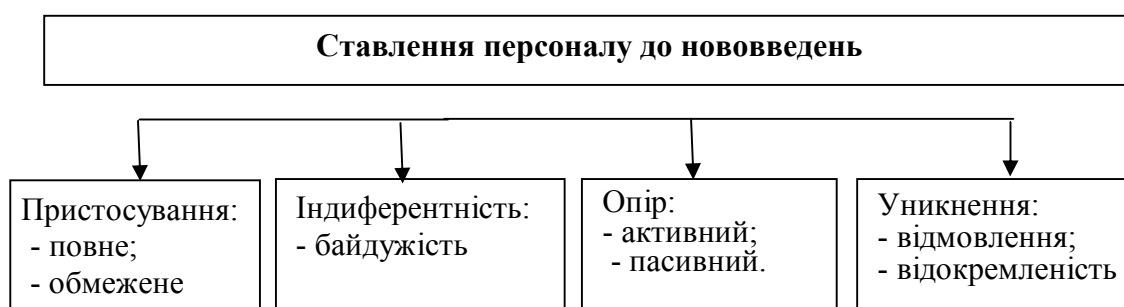 Ставлення персоналу до нововведень
Пристосування:
- повне;
- обмежене
Індиферентність:
- байдужість
Опір:
- активний;
- пасивний.
Уникнення:
- відмовлення;
- відокремленість